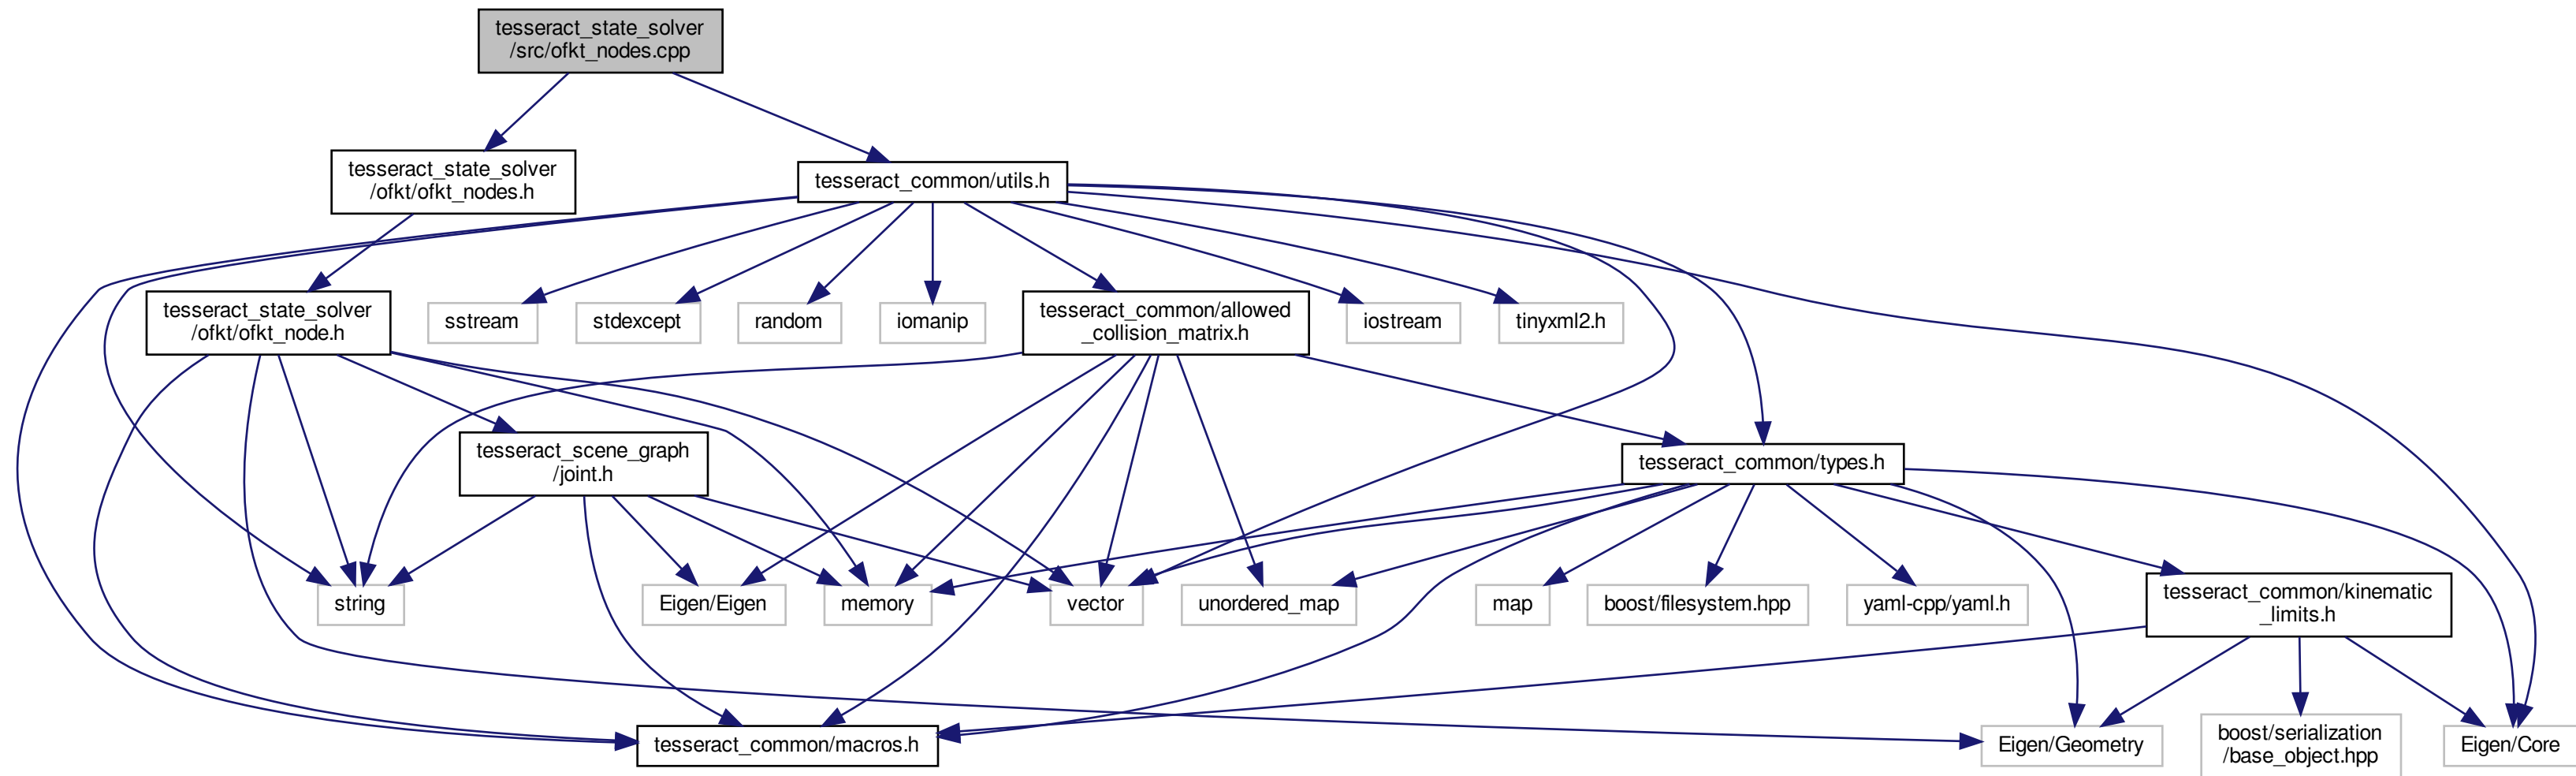 tesseract_state_solver
/src/ofkt_nodes.cpp
tesseract_state_solver
/ofkt/ofkt_nodes.h
tesseract_common/utils.h
tesseract_state_solver
/ofkt/ofkt_node.h
sstream
stdexcept
random
iomanip
tesseract_common/allowed
_collision_matrix.h
iostream
tinyxml2.h
tesseract_scene_graph
/joint.h
tesseract_common/types.h
string
Eigen/Eigen
memory
vector
unordered_map
map
boost/filesystem.hpp
yaml-cpp/yaml.h
tesseract_common/kinematic
_limits.h
tesseract_common/macros.h
Eigen/Geometry
boost/serialization
/base_object.hpp
Eigen/Core